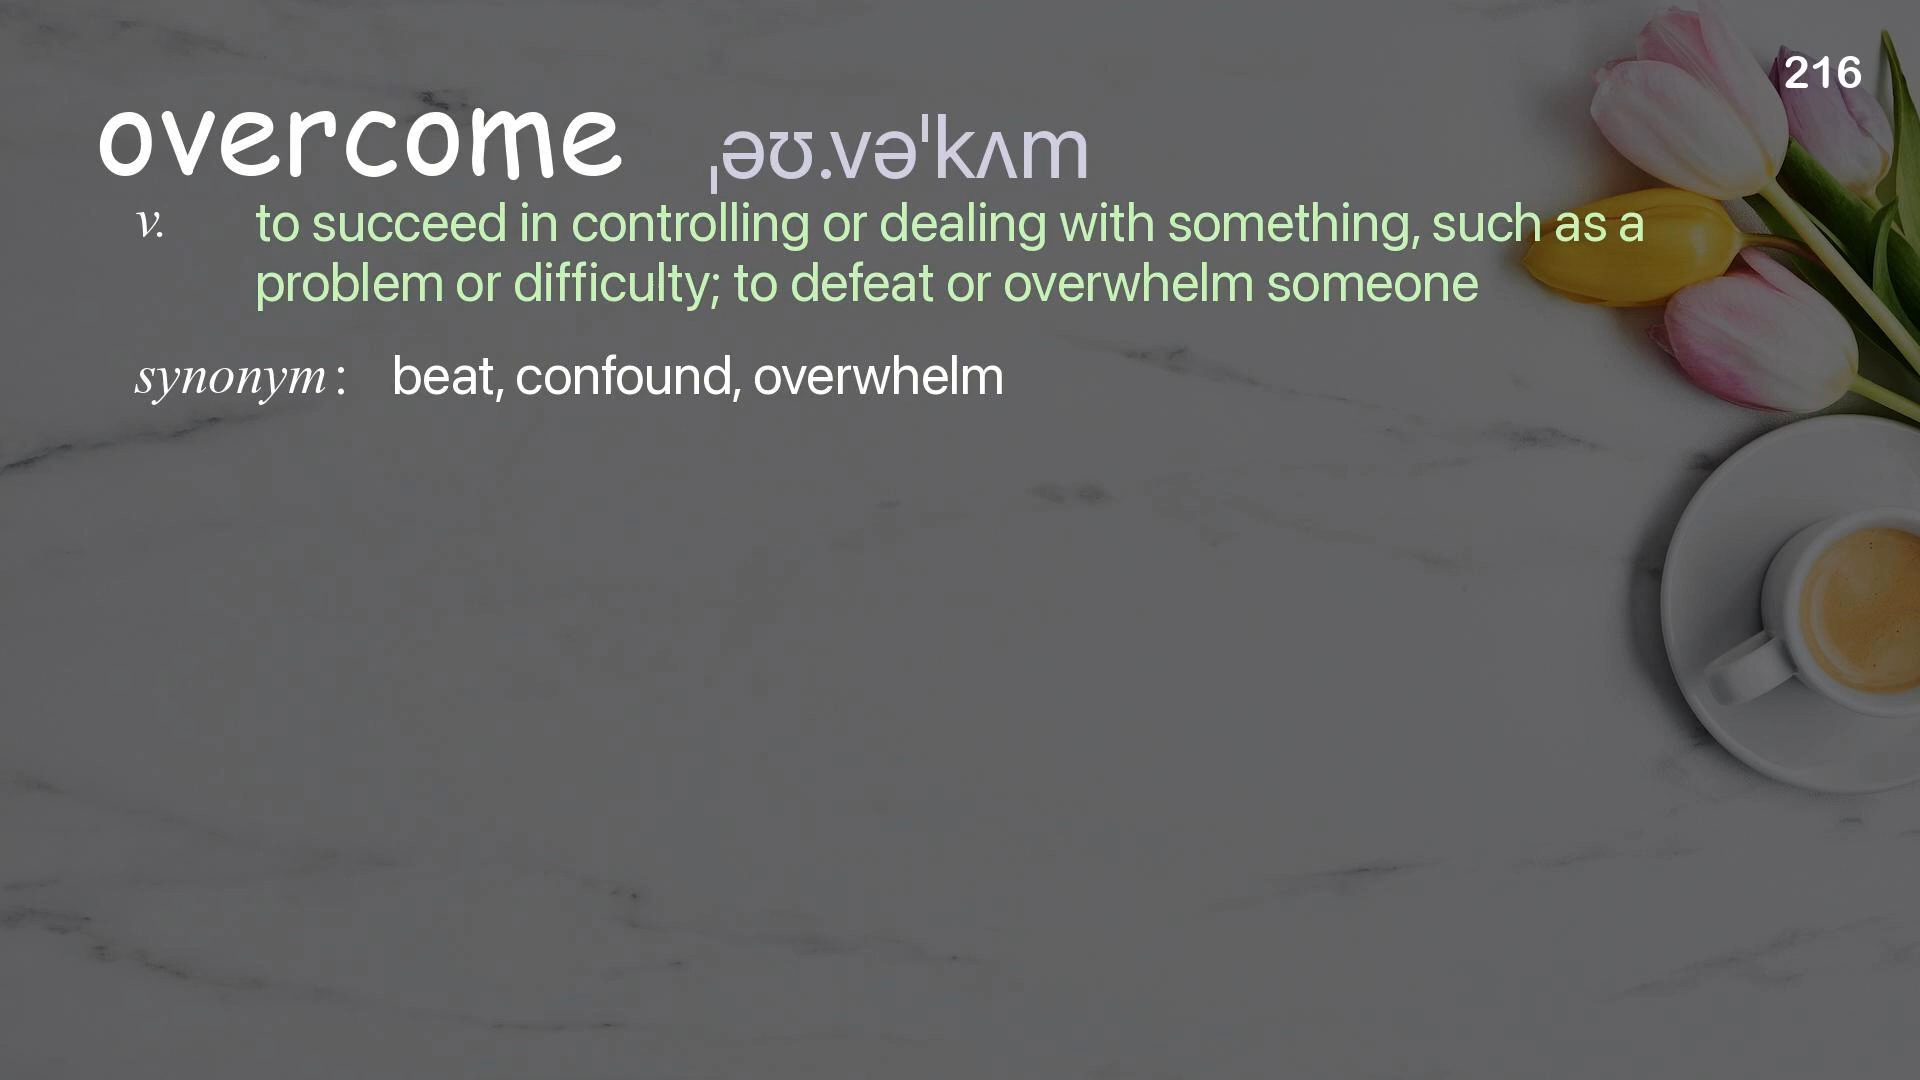 216
overcome ˌəʊ.vəˈkʌm
v. to succeed in controlling or dealing with something, such as a
problem or difficulty; to defeat or overwhelm someone
synonym : beat, confound, overwhelm